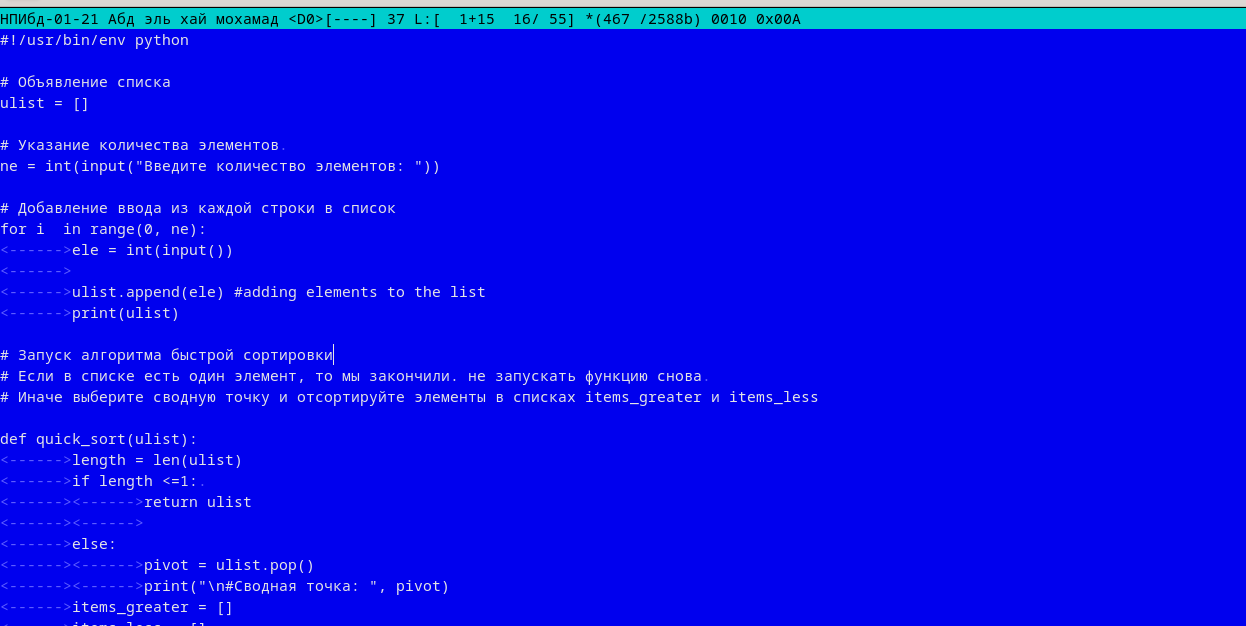 НПИбд-01-21 Абд эль хай мохамад <D0>[----] 37 L:[  1+15  16/ 55] *(467 /2588b) 0010 0x00A
#!/usr/bin/env python
# Объявление списка
ulist = []
# Указание количества элементов.
ne = int(input("Введите количество элементов: "))
# Добавление ввода из каждой строки в список
for i  in range(0, ne):
<------>ele = int(input())
<------>
<------>ulist.append(ele) #adding elements to the list
<------>print(ulist)
# Запуск алгоритма быстрой сортировки
# Если в списке есть один элемент, то мы закончили. не запускать функцию снова.
# Иначе выберите сводную точку и отсортируйте элементы в списках items_greater и items_less
def quick_sort(ulist):
<------>length = len(ulist)
<------>if length <=1:.
<------><------>return ulist
<------><------>
<------>else:
<------><------>pivot = ulist.pop()
<------><------>print("\n#Сводная точка: ", pivot)
<------>items_greater = []